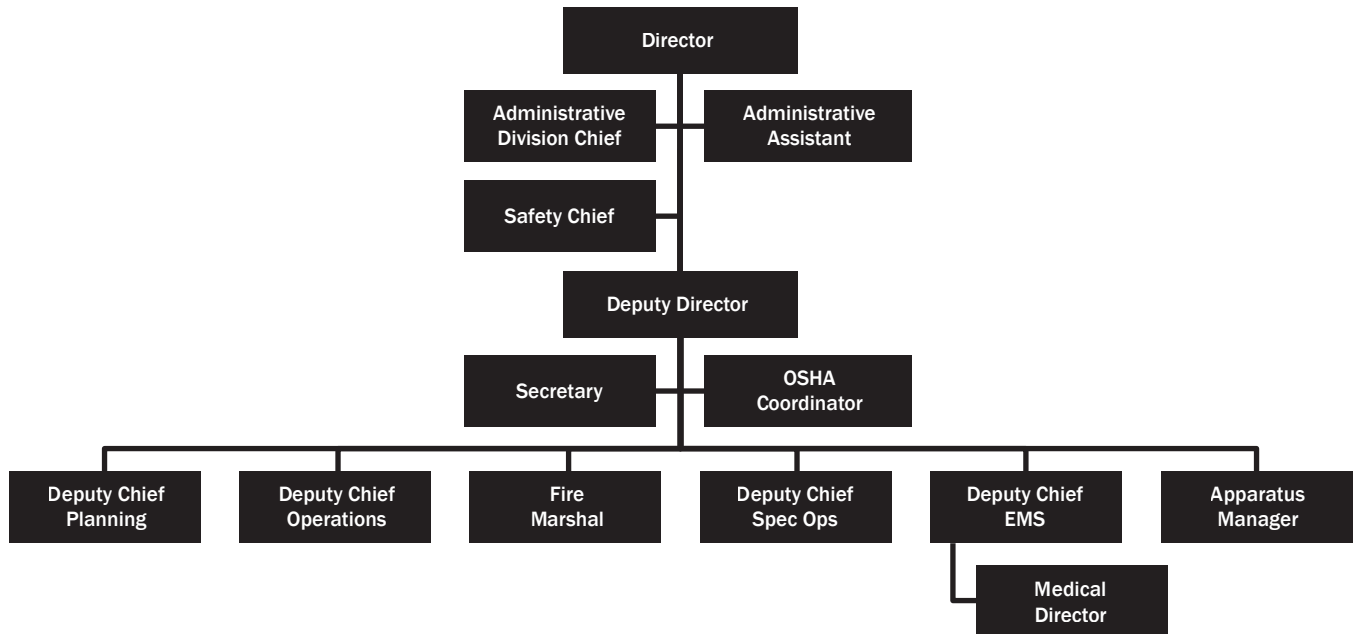 Director
Administrative
Division Chief
Administrative
Assistant
Safety Chief
Deputy Director
Secretary
OSHA
Coordinator
Deputy Chief
Planning
Deputy Chief
Operations
Fire
Marshal
Deputy Chief
Spec Ops
Deputy Chief
EMS
Apparatus
Manager
Medical
Director